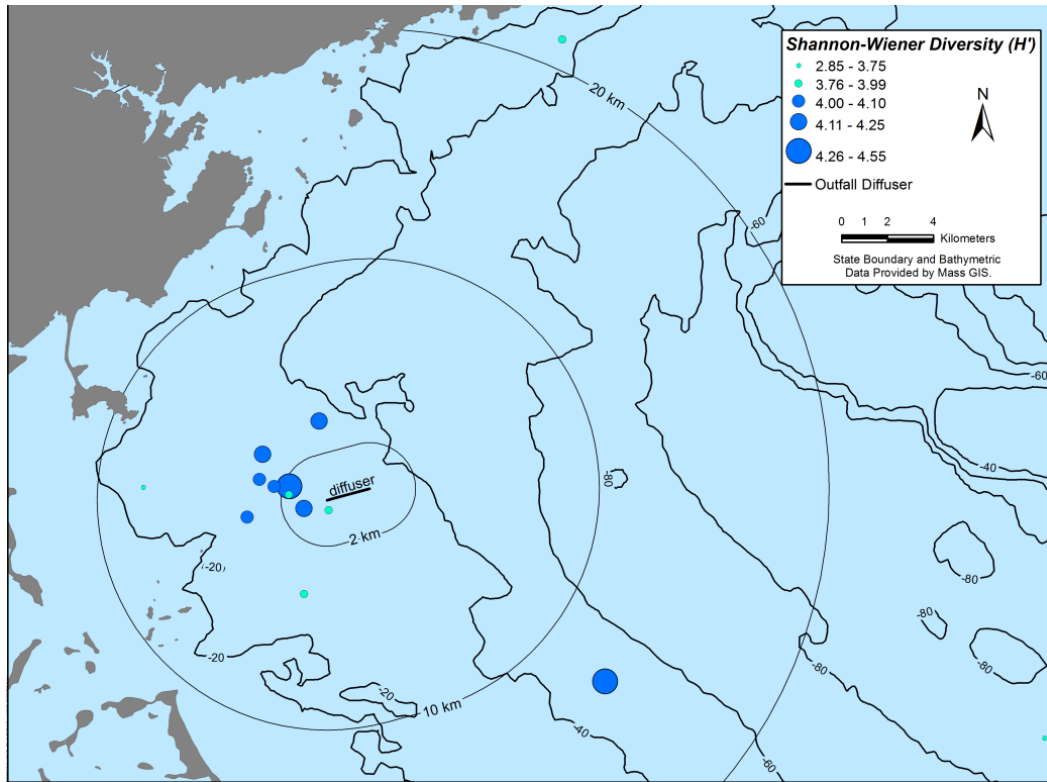 Shannon-Wiener Diversity (H')
2.85 - 3.75
3.76 - 3.99
4.00 - 4.10
4.11 - 4.25
4.26 - 4.55
Outfall Diffuser
N
0 1 2 4
Kilometers
State Boundary and Bathymetric
Data Provided by Mass GIS.
20 km
-60
-60
-40
-80
diffuser
2 km
-20
-80
-80
-20
-80
-20
10 km
-40
-60
-80